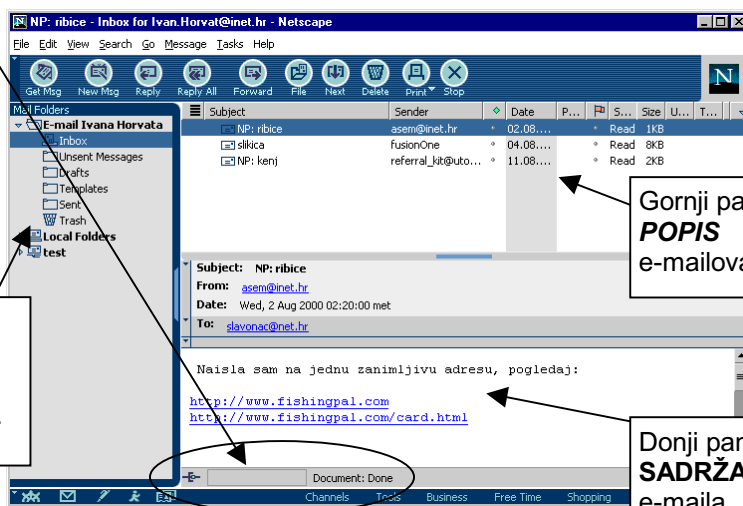 NP: ribice - Inbox for Ivan.Horvat@inet.hr - Netscape
File Edit View Search Go Message Tasks Help
Get Msg New Msg Reply Reply All Forward File Next Delete Print Stop
N
Mail Folders
Subject Sender Date P... S... Size U... T...
E-mail Ivana Horvata
Inbox
Unsent Messages
Drafts
Templates
Sent
Trash
Local Folders
test
NP: ribice asem@inet.hr 02.08.... Read 1KB
slikica fusionOne 04.08.... Read 8KB
NP: kenj referral_kit@uto... 11.08.... Read 2KB
Gornji pa
POPIS
e-mailova
Subject: NP: ribice
From: asem@inet.hr
Date: Wed, 2 Aug 2000 02:20:00 met
To: slavonac@net.hr
Naisla sam na jednu zanimljivu adresu, pogledaj:
http://www.fishingpal.com
http://www.fishingpal.com/card.html
Donji par
SADRŽA
e-maila
Document: Done
Channels Tools Business Free Time Shopping